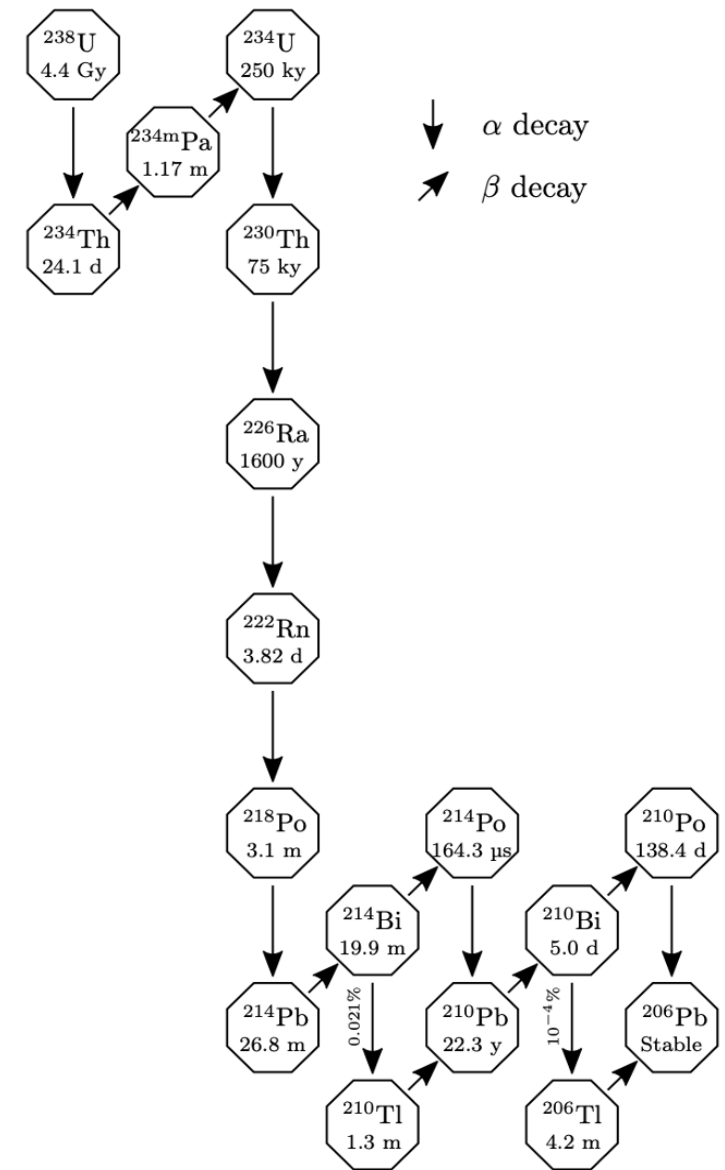 ²³⁸U
4.4 Gy
²³⁴U
250 ky
²³⁴ᵐPa
1.17 m
α decay
β decay
²³⁴Th
24.1 d
²³⁰Th
75 ky
²²⁶Ra
1600 y
²²²Rn
3.82 d
²¹⁸Po
3.1 m
²¹⁴Po
164.3 µs
²¹⁰Po
138.4 d
²¹⁴Bi
19.9 m
²¹⁰Bi
5.0 d
0.021%
10⁻⁴%
²¹⁴Pb
26.8 m
²¹⁰Pb
22.3 y
²⁰⁶Pb
Stable
²¹⁰Tl
1.3 m
²⁰⁶Tl
4.2 m